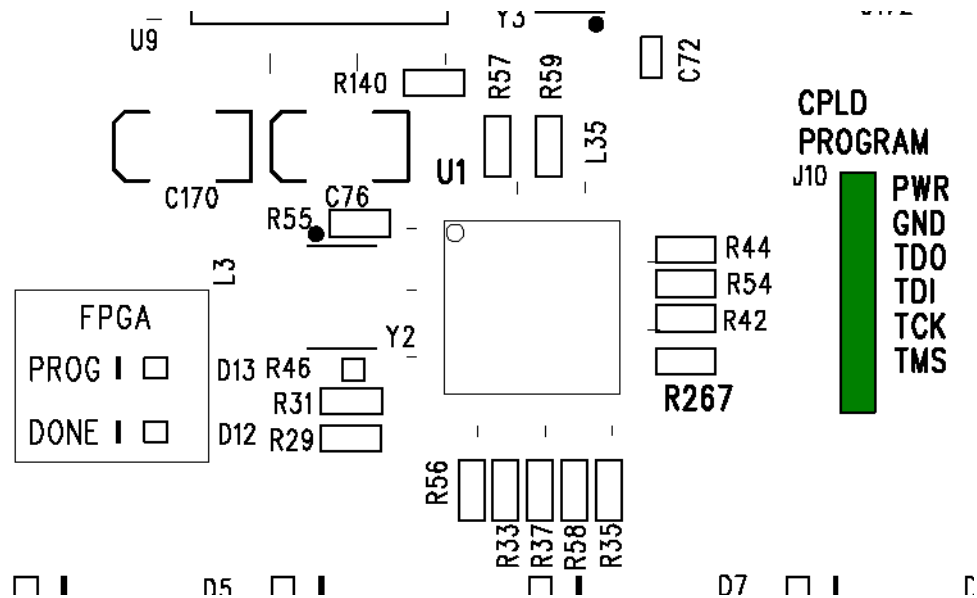 Y3
U9
C72
R57
R59
R140
CPLD
PROGRAM
L35
U1
J10
PWR
C170
C76
R55
GND
R44
TDO
L3
R54
TDI
FPGA
R42
TCK
Y2
PROG
D13
R46
TMS
R31
R267
DONE
D12
R29
R56
R33
R37
R58
R35
D5
D7